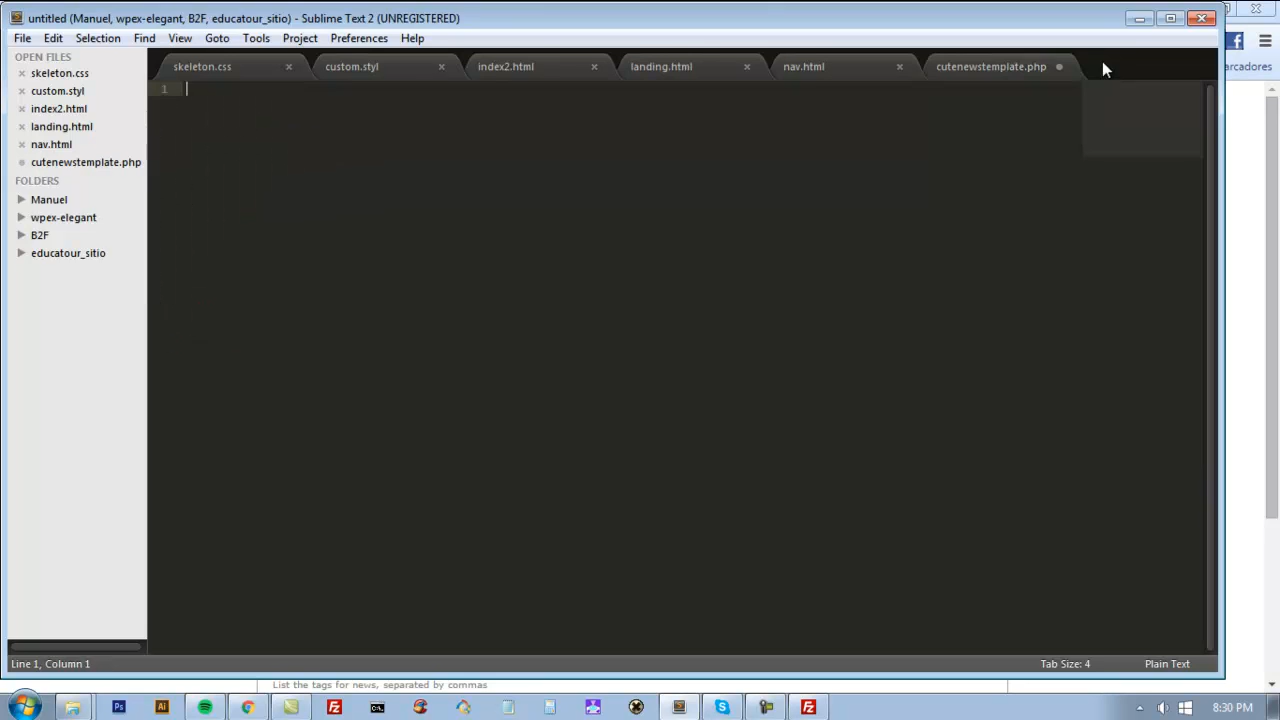 untitled (Manuel, wpex-elegant, B2F, educatour_sitio) - Sublime Text 2 (UNREGISTERED)
File Edit Selection Find View Goto Tools Project Preferences Help
OPEN FILES
skeleton.css
custom.styl
index2.html
landing.html
nav.html
cutenewstemplate.php
FOLDERS
Manuel
wpex-elegant
B2F
educatour_sitio
skeleton.css custom.styl index2.html landing.html nav.html cutenewstemplate.php
1
arcadores
Line 1, Column 1 Tab Size: 4 Plain Text
List the tags for news, separated by commas
8:30 PM